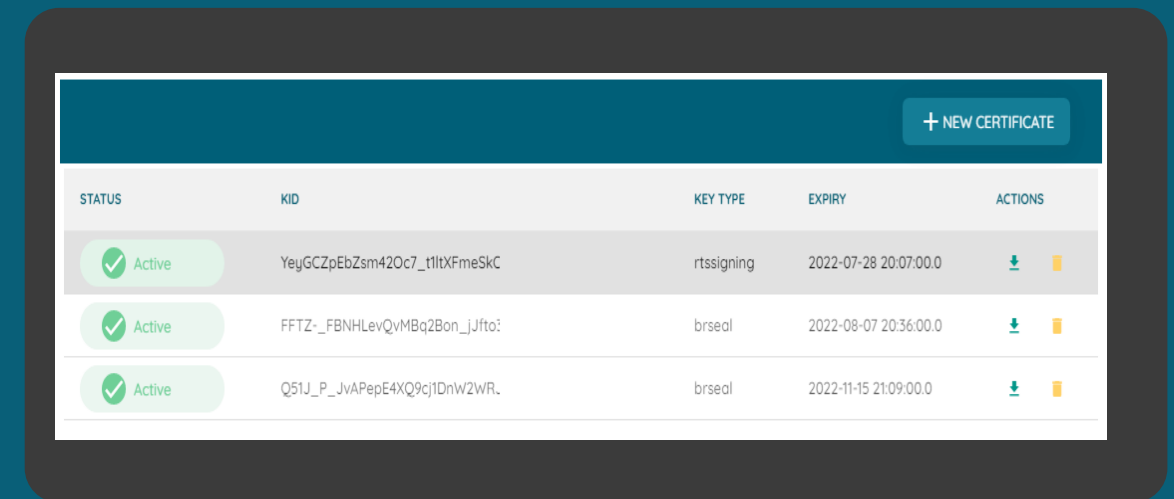 + NEW CERTIFICATE
STATUS KID KEY TYPE EXPIRY ACTIONS
Active YeyGCZpEbZsm42Oc7_t1ltXFmeSkC rtssigning 2022-07-28 20:07:00.0
Active FFTZ-_FBNHLevQvMBq2Bon_jJfto3 brseal 2022-08-07 20:36:00.0
Active Q51J_P_JvAPepE4XQ9cj1DnW2WR. brseal 2022-11-15 21:09:00.0